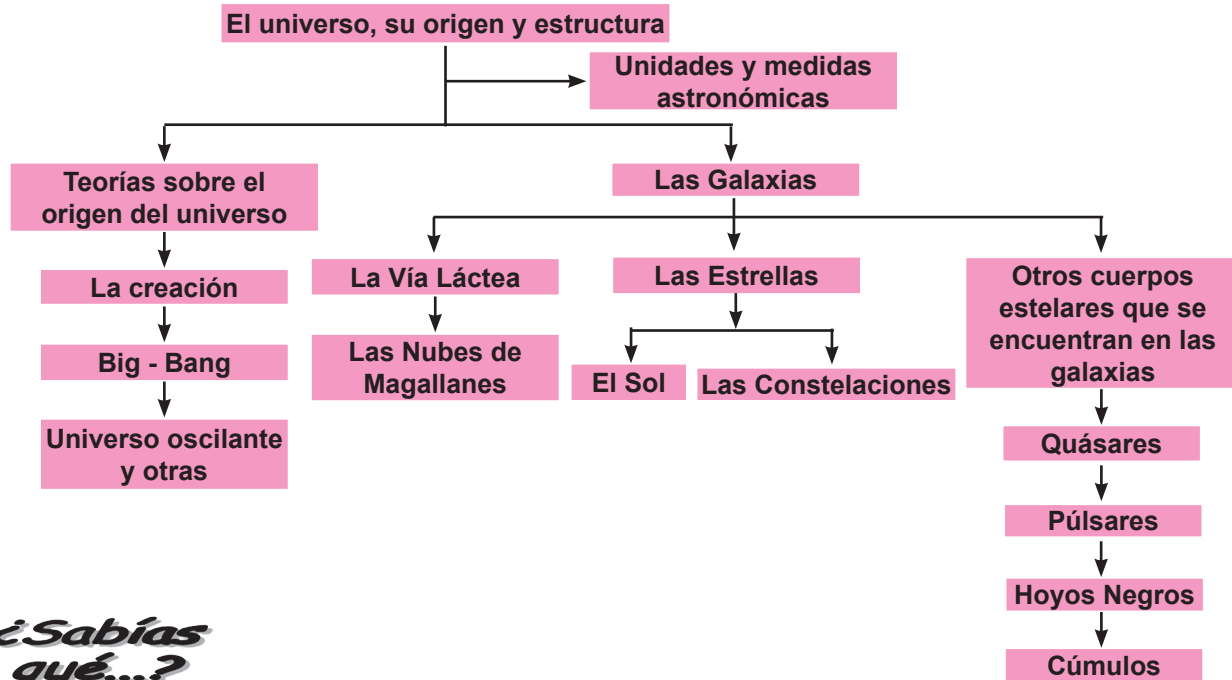 El universo, su origen y estructura
Unidades y medidas
astronómicas
Teorías sobre el
origen del universo
La creación
Big - Bang
Universo oscilante
y otras
Las Galaxias
La Vía Láctea
Las Nubes de
Magallanes
Las Estrellas
El Sol
Las Constelaciones
Otros cuerpos
estelares que se
encuentran en las
galaxias
Quásares
Púlsares
Hoyos Negros
Cúmulos
¿Sabías
qué...?